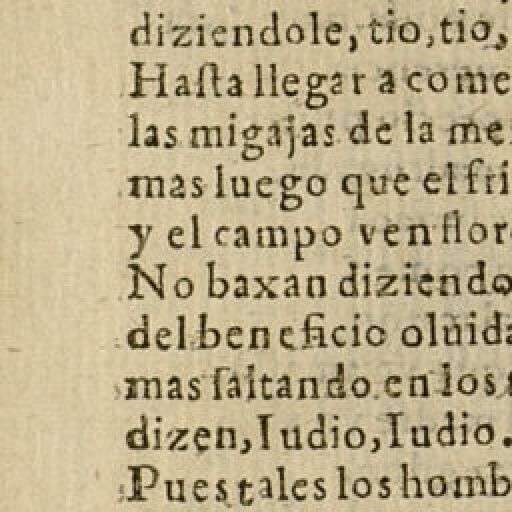 diziendole, tio, tio,
Haſta llegar a come
las migajas de la me
mas luego que el fri
y el campo ven flor
No baxan diziendo
del beneficio oluida
mas ſaltando en los
dizen, Iudio, Iudio.
Pues tales los homb